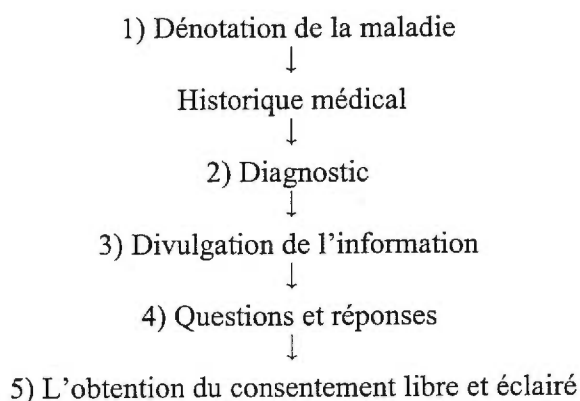 1) Dénotation de la maladie
↓
Historique médical
↓
2) Diagnostic
↓
3) Divulgation de l’information
↓
4) Questions et réponses
↓
5) L’obtention du consentement libre et éclairé